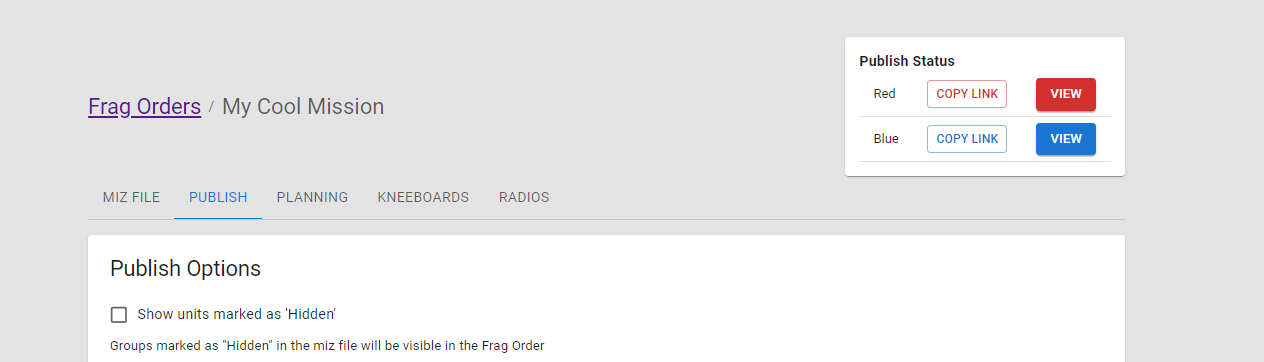 Publish Status
Red COPY LINK VIEW
Frag Orders / My Cool Mission
Blue COPY LINK VIEW
MIZ FILE PUBLISH PLANNING KNEEBOARDS RADIOS
Publish Options
Show units marked as 'Hidden'
Groups marked as "Hidden" in the miz file will be visible in the Frag Order